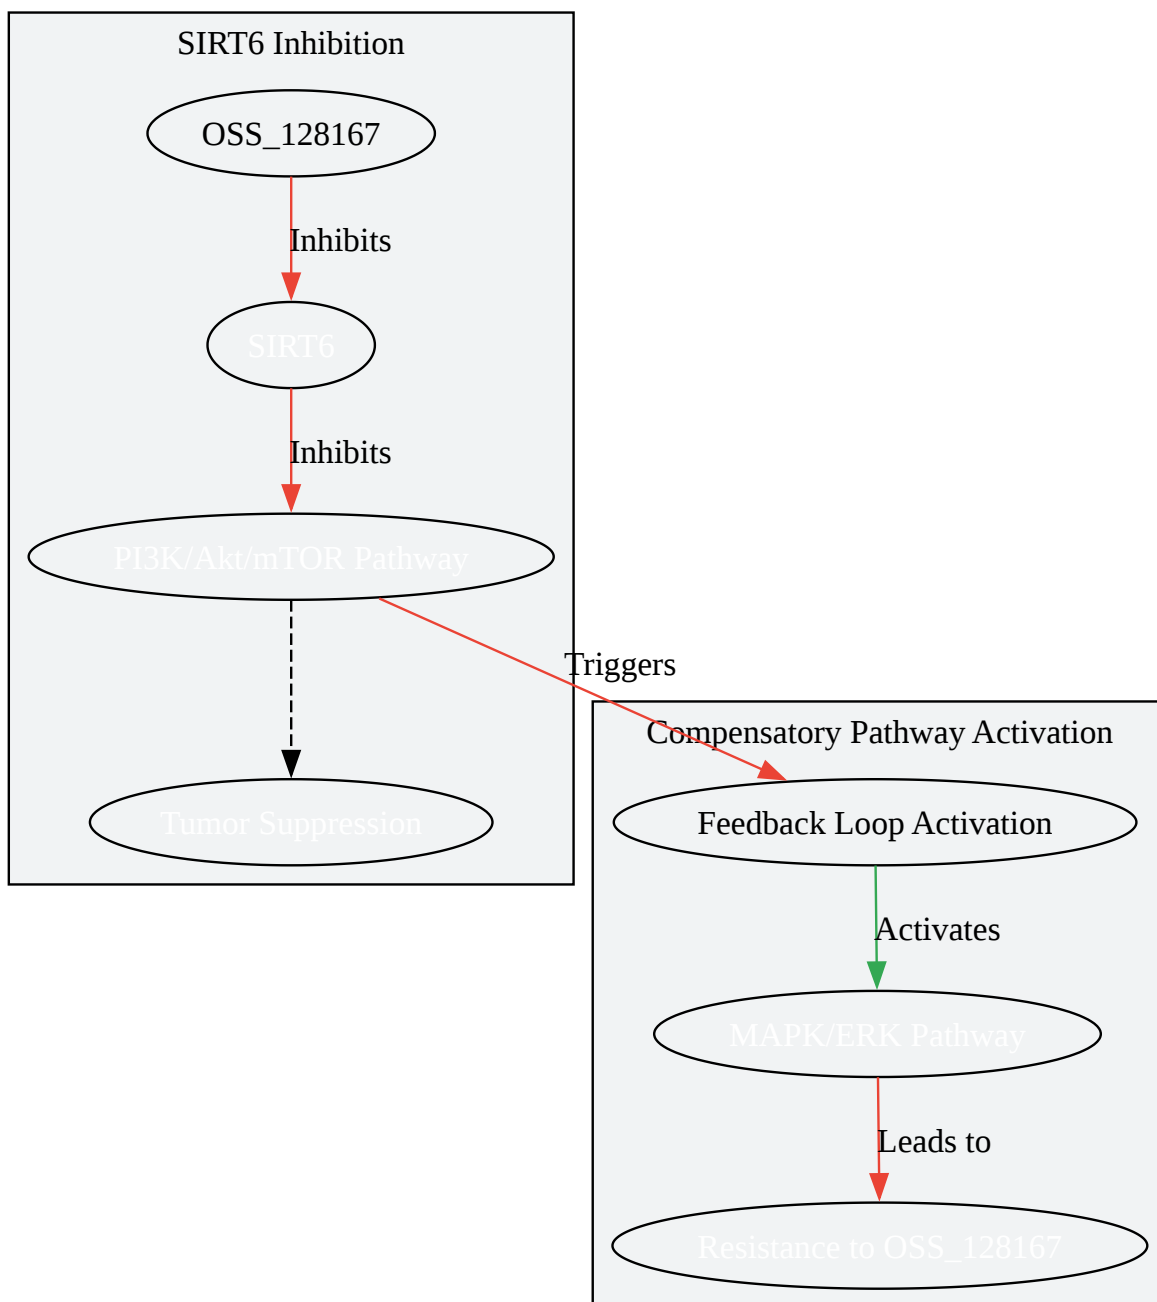 SIRT6 Inhibition
OSS_128167
Inhibits
SIRT6
Inhibits
PI3K/Akt/mTOR Pathway
Triggers
Tumor Suppression
Compensatory Pathway Activation
Feedback Loop Activation
Activates
MAPK/ERK Pathway
Leads to
Resistance to OSS_128167